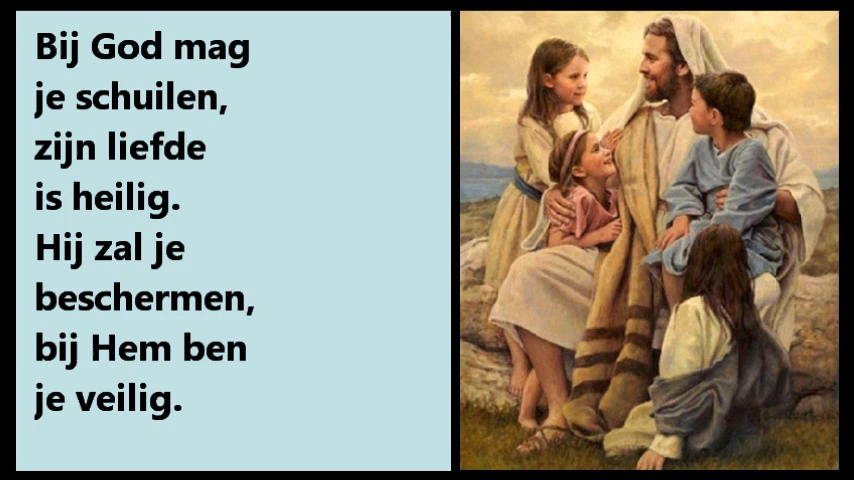 Bij God mag
je schuilen,
zijn liefde
is heilig.
Hij zal je
beschermen,
bij Hem ben
je veilig.